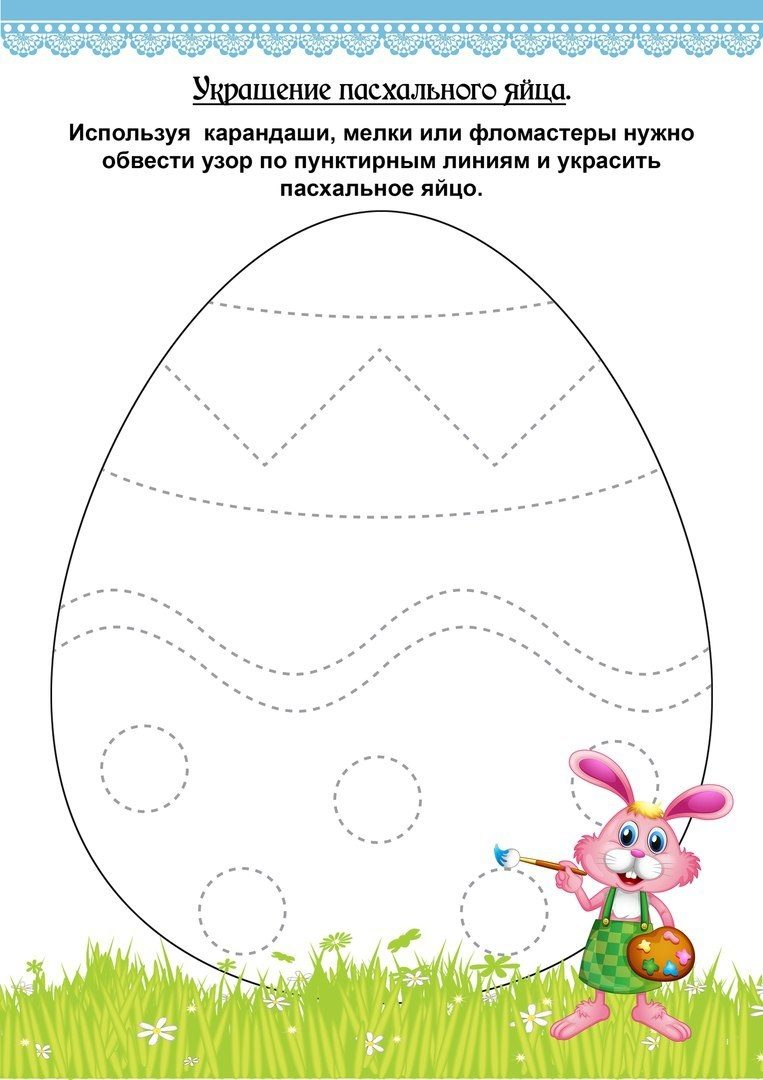 Украшение пасхального яйца.
Используя карандаши, мелки или фломастеры нужно
обвести узор по пунктирным линиям и украсить
пасхальное яйцо.